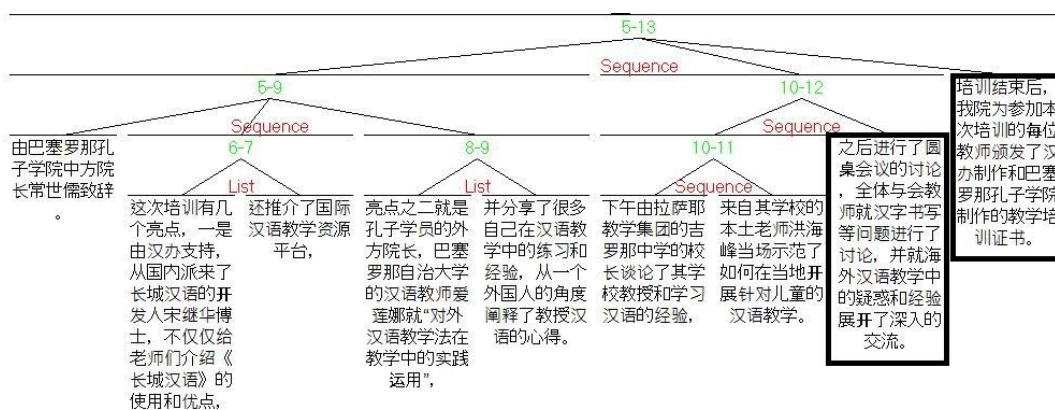 5-13
Sequence
5-9
10-12
Sequence
Sequence
由巴塞罗那孔
子学院中方院
长常世儒致辞
。
6-7
8-9
10-11
List
List
Sequence
这次培训有几
个亮点，一是
由汉办支持，
从国内派来了
长城汉语的开
发人宋继华博
士，不仅仅给
老师们介绍《
长城汉语》的
使用和优点，
还推介了国际
汉语教学资源
平台，
亮点之二就是
孔子学员的外
方院长，巴塞
罗那自治大学
的汉语教师爱
莲娜就“对外
汉语教学法在
教学中的实践
运用”，
并分享了很多
自己在汉语教
学中的练习和
经验，从一个
外国人的角度
阐释了教授汉
语的心得。
下午由拉萨耶
教学集团的吉
罗那中学的校
长谈论了其学
校教授和学习
汉语的经验，
来自其学校的
本土老师洪海
峰当场示范了
如何在当地开
展针对儿童的
汉语教学。
之后进行了圆
桌会议的讨论
，全体与会教
师就汉字书写
等问题进行了
讨论，并就海
外汉语教学中
的疑惑和经验
展开了深入的
交流。
培训结束后，
我院为参加本
次培训的每位
教师颁发了汉
办制作和巴塞
罗那孔子学院
制作的教学培
训证书。